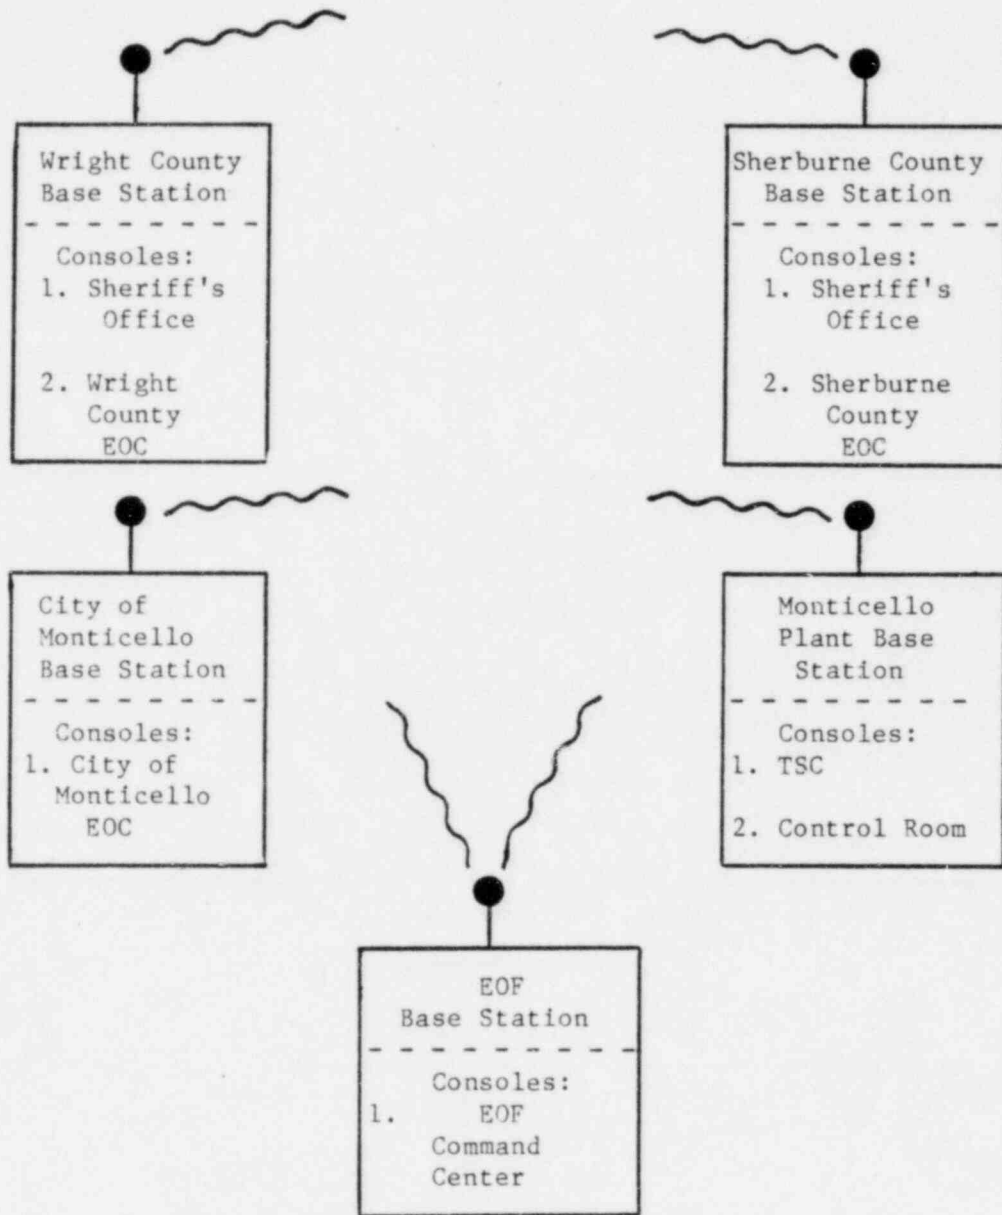 Wright County
Base Station
Consoles:
1. Sheriff's
Office
2. Wright
County
EOC
Sherburne County
Base Station
Consoles:
1. Sheriff's
Office
2. Sherburne
County
EOC
City of
Monticello
Base Station
Consoles:
1. City of
Monticello
EOC
Monticello
Plant Base
Station
Consoles:
1. TSC
2. Control Room
EOF
Base Station
Consoles:
1. EOF
Command
Center